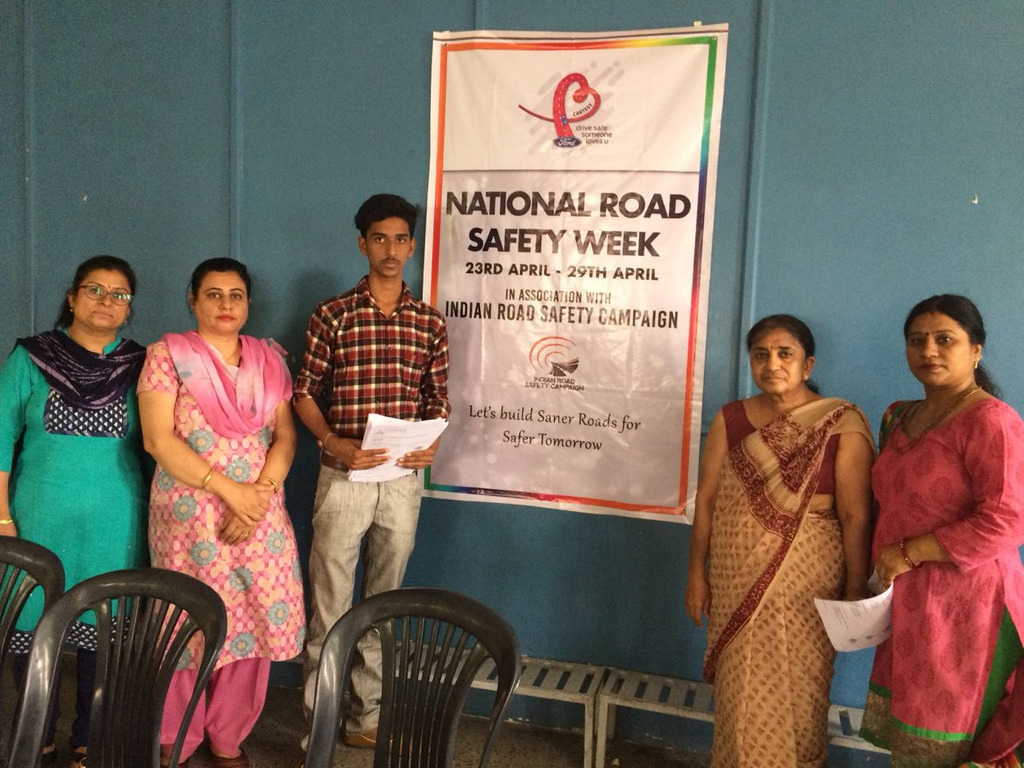 CARTESY
drive safe
someone
loves u
Ford
NATIONAL ROAD
SAFETY WEEK
23RD APRIL - 29TH APRIL
IN ASSOCIATION WITH
INDIAN ROAD SAFETY CAMPAIGN
INDIAN ROAD
SAFETY CAMPAIGN
Let's build Saner Roads for
Safer Tomorrow